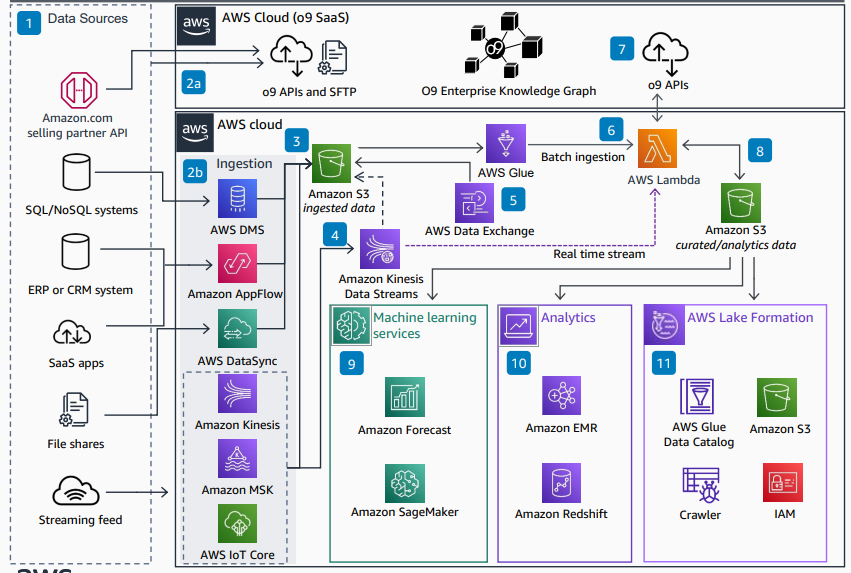 1
Data Sources
Amazon.com
selling partner API
SQL/NoSQL systems
ERP or CRM system
SaaS apps
File shares
Streaming feed
aws
aws
AWS Cloud (o9 SaaS)
2a
o9 APIs and SFTP
O9
O9 Enterprise Knowledge Graph
7
o9 APIs
aws
AWS cloud
2b
Ingestion
AWS DMS
Amazon AppFlow
AWS DataSync
Amazon Kinesis
Amazon MSK
AWS IoT Core
3
Amazon S3
ingested data
4
Amazon Kinesis
Data Streams
AWS Glue
5
AWS Data Exchange
6
Batch ingestion
Real time stream
AWS Lambda
8
Amazon S3
curated/analytics data
Machine learning
services
9
Amazon Forecast
Amazon SageMaker
Analytics
10
Amazon EMR
Amazon Redshift
AWS Lake Formation
11
AWS Glue
Data Catalog
Amazon S3
Crawler
IAM